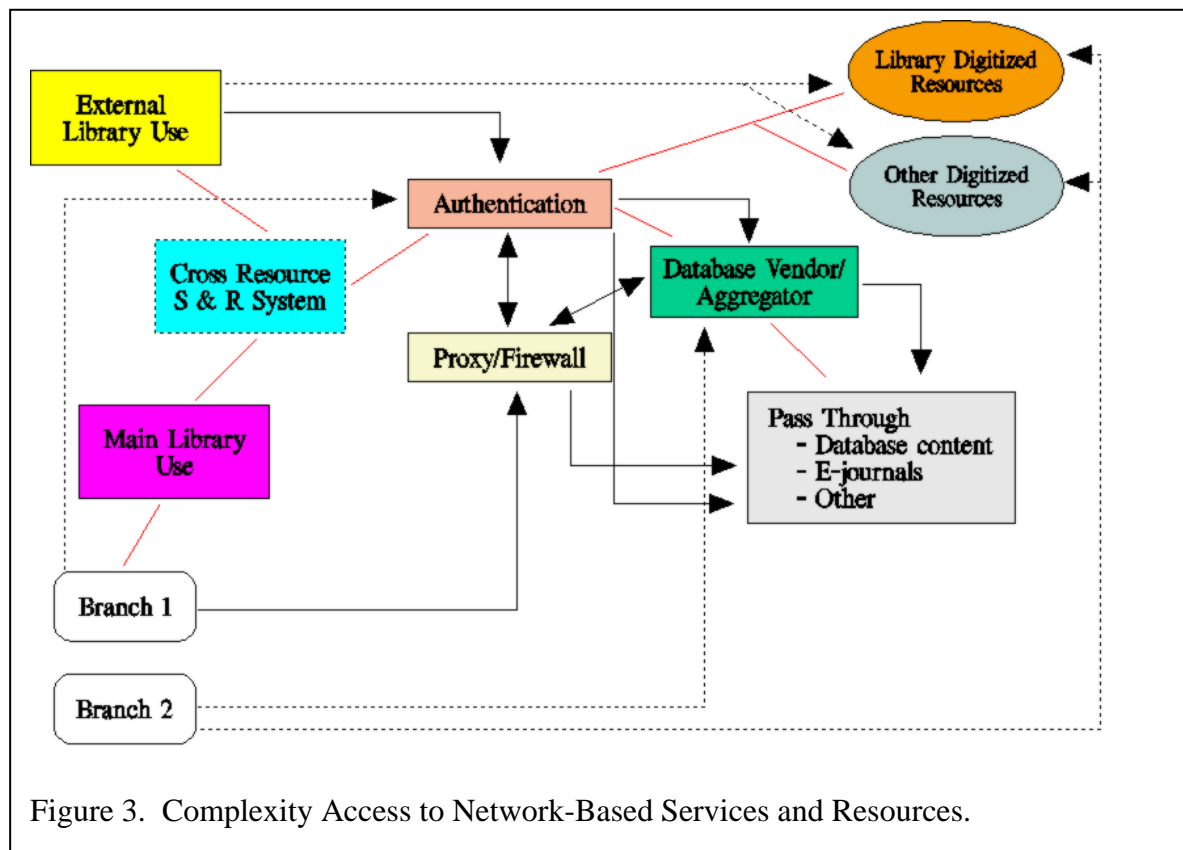 Library Digitized
Resources
External
Library Use
Other Digitized
Resources
Authentication
Cross Resource
S & R System
Database Vendor/
Aggregator
Proxy/Firewall
Main Library
Use
Pass Through
- Database content
- E-journals
- Other
Branch 1
Branch 2
Figure 3.  Complexity Access to Network-Based Services and Resources.